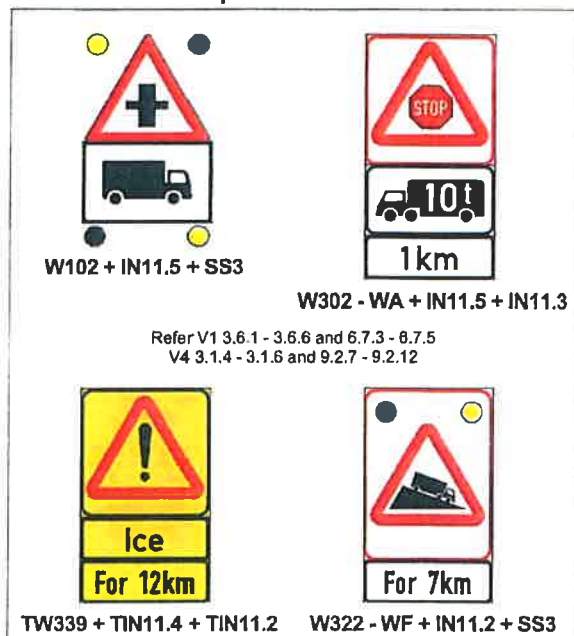 STOP
10t
1km
W102 + IN11.5 + SS3
W302 - WA + IN11.5 + IN11.3
Refer V1 3.6.1 - 3.6.6 and 6.7.3 - 6.7.5
V4 3.1.4 - 3.1.6 and 9.2.7 - 9.2.12
!
Ice
For 12km
For 7km
TW339 + TIN11.4 + TIN11.2
W322 - WF + IN11.2 + SS3